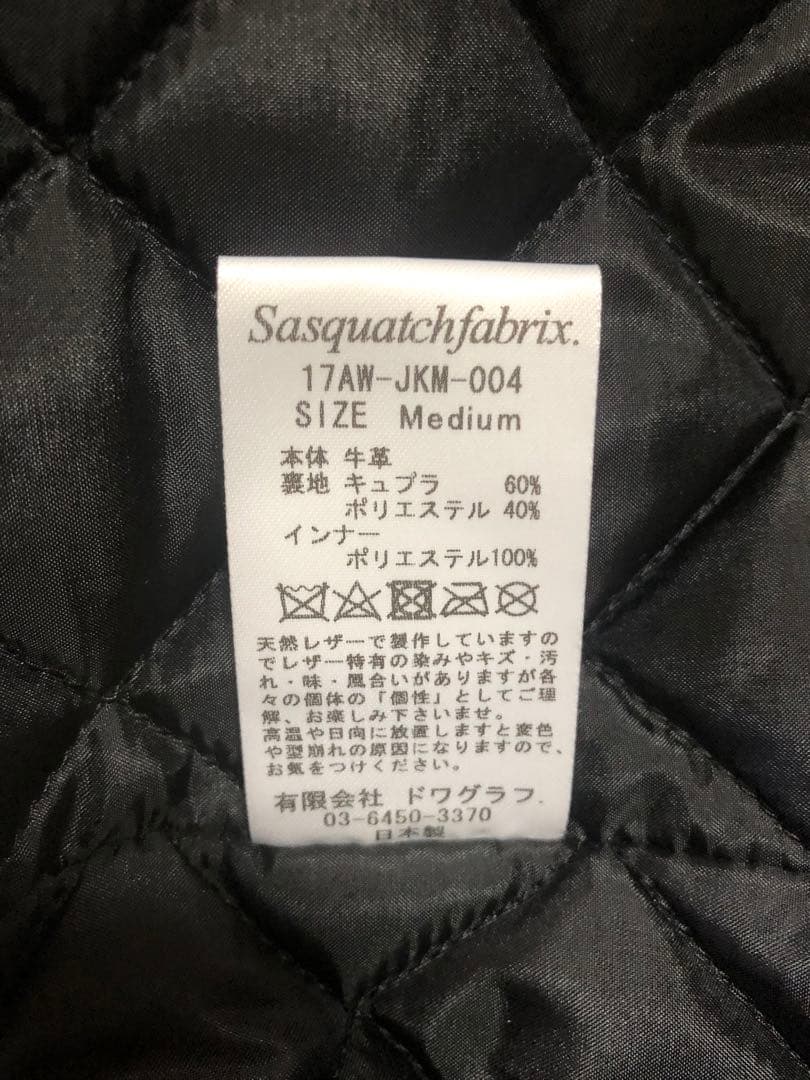 Sasquatchfabrix.
17AW-JKM-004
SIZE Medium
本体 牛革
裏地 キュプラ 60%
ポリエステル 40%
インナー
ポリエステル100%
天然レザーで製作していますの
でレザー特有の染みやキズ・汚
れ・味・風合いがありますが各
々の個体の「個性」としてご理
解、お楽しみ下さいませ。
高温や日向に放置しますと変色
や型崩れの原因になりますので、
お気をつけください。
有限会社 ドワグラフ.
03-6450-3370
日本製